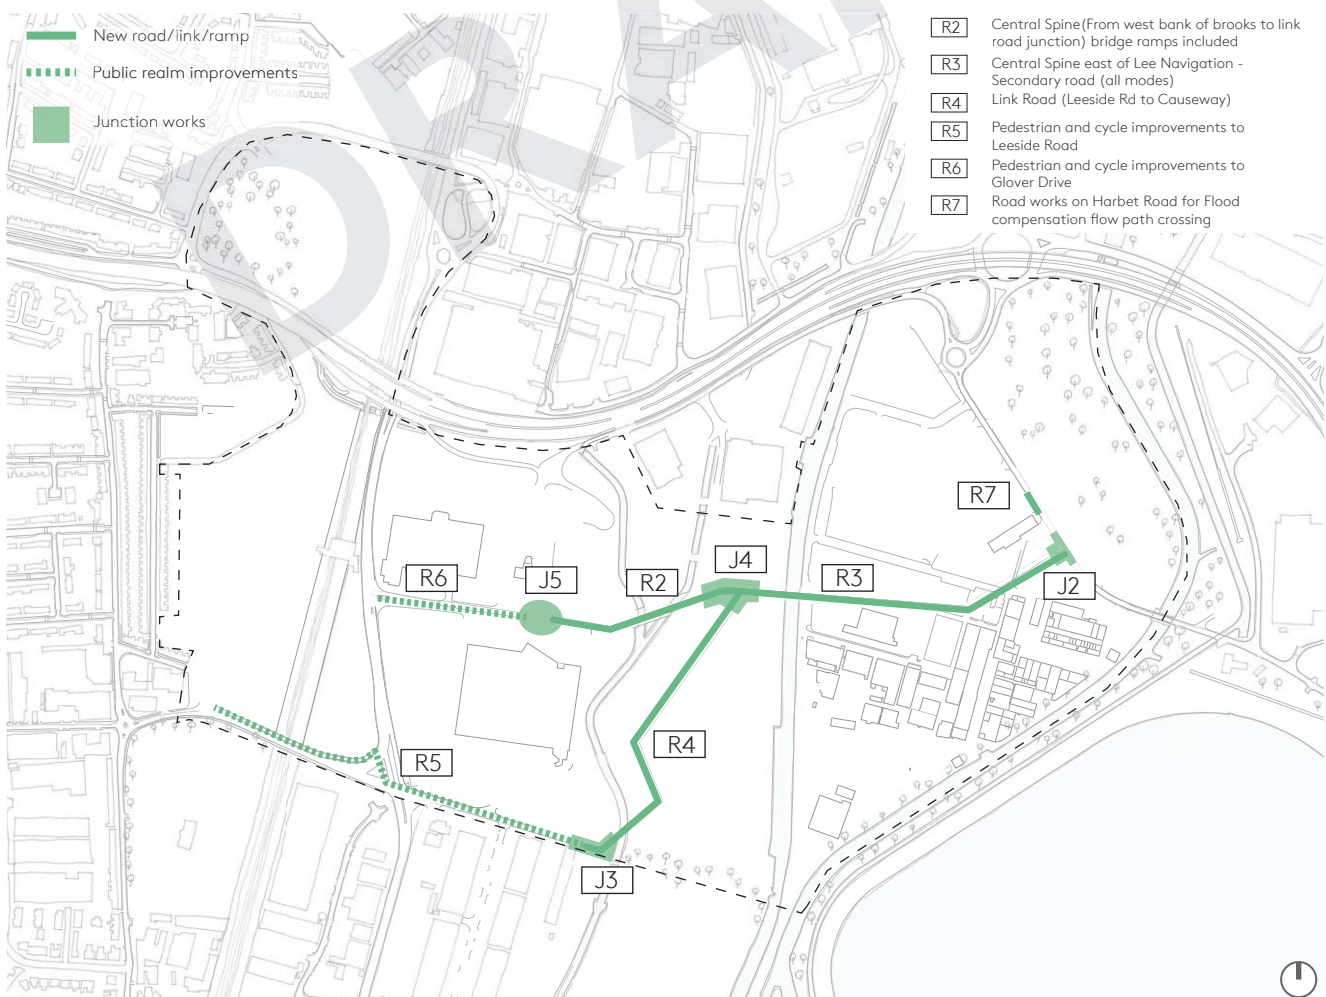 New road/link/ramp
Public realm improvements
Junction works
R2 Central Spine(From west bank of brooks to link
road junction) bridge ramps included
R3 Central Spine east of Lee Navigation -
Secondary road (all modes)
R4 Link Road (Leeside Rd to Causeway)
R5 Pedestrian and cycle improvements to
Leeside Road
R6 Pedestrian and cycle improvements to
Glover Drive
R7 Road works on Harbet Road for Flood
compensation flow path crossing
DRA
R7
J4
R6
J5
R2
R3
J2
R4
R5
J3